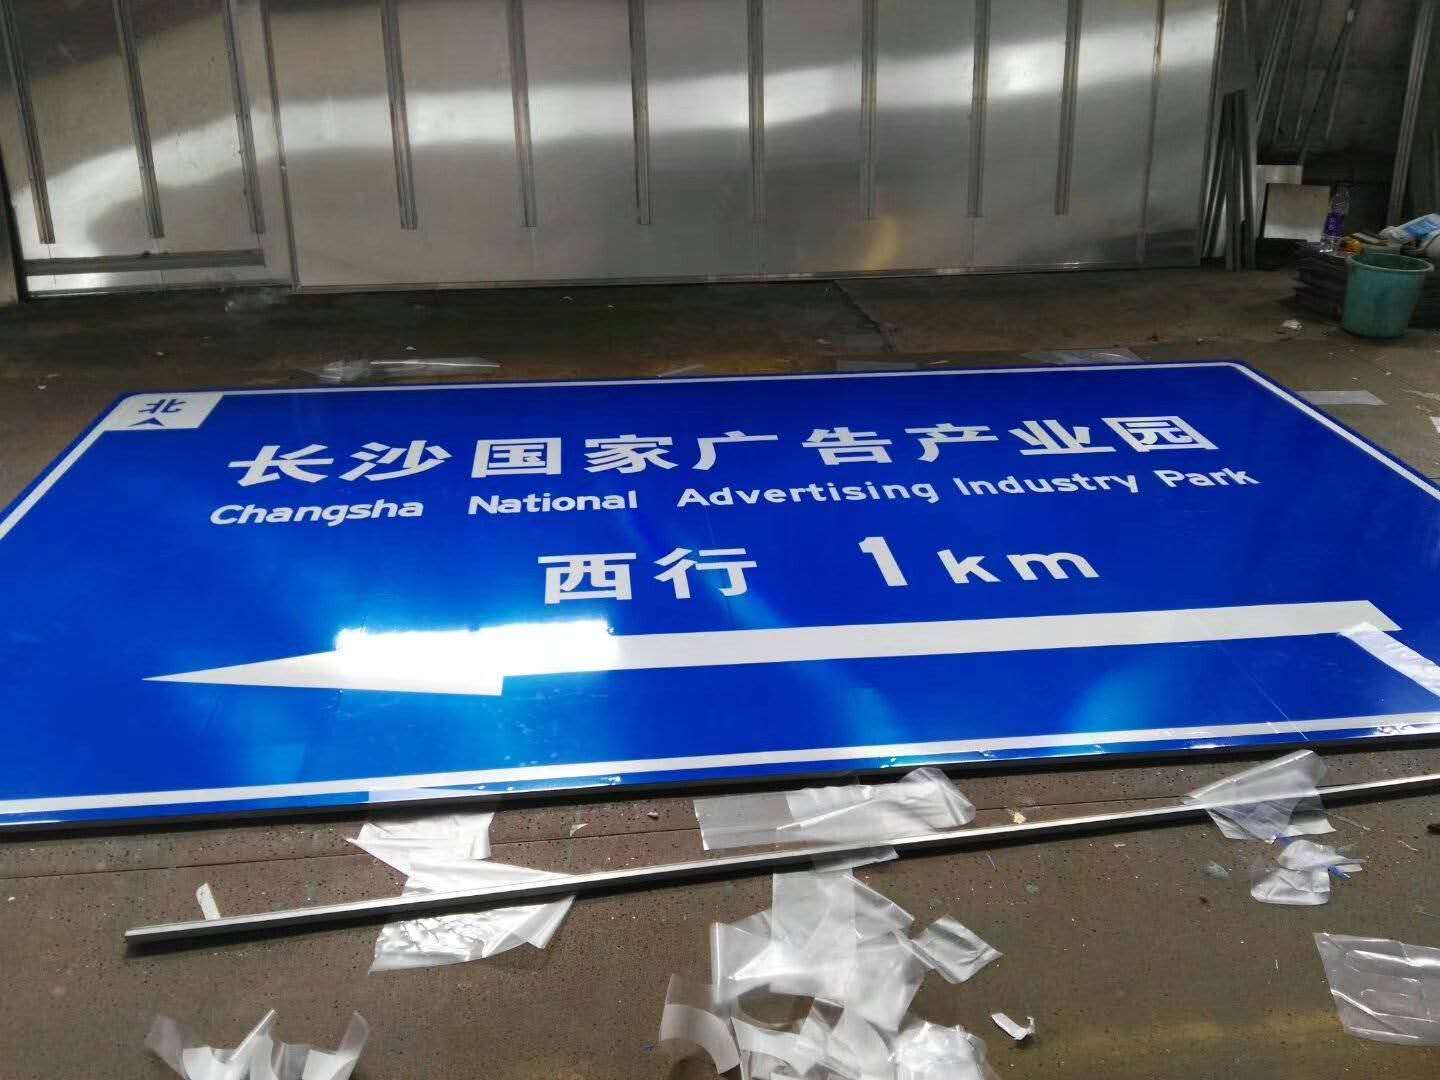 北
长沙国家广告产业园
Changsha National Advertising Industry Park
西行 1km